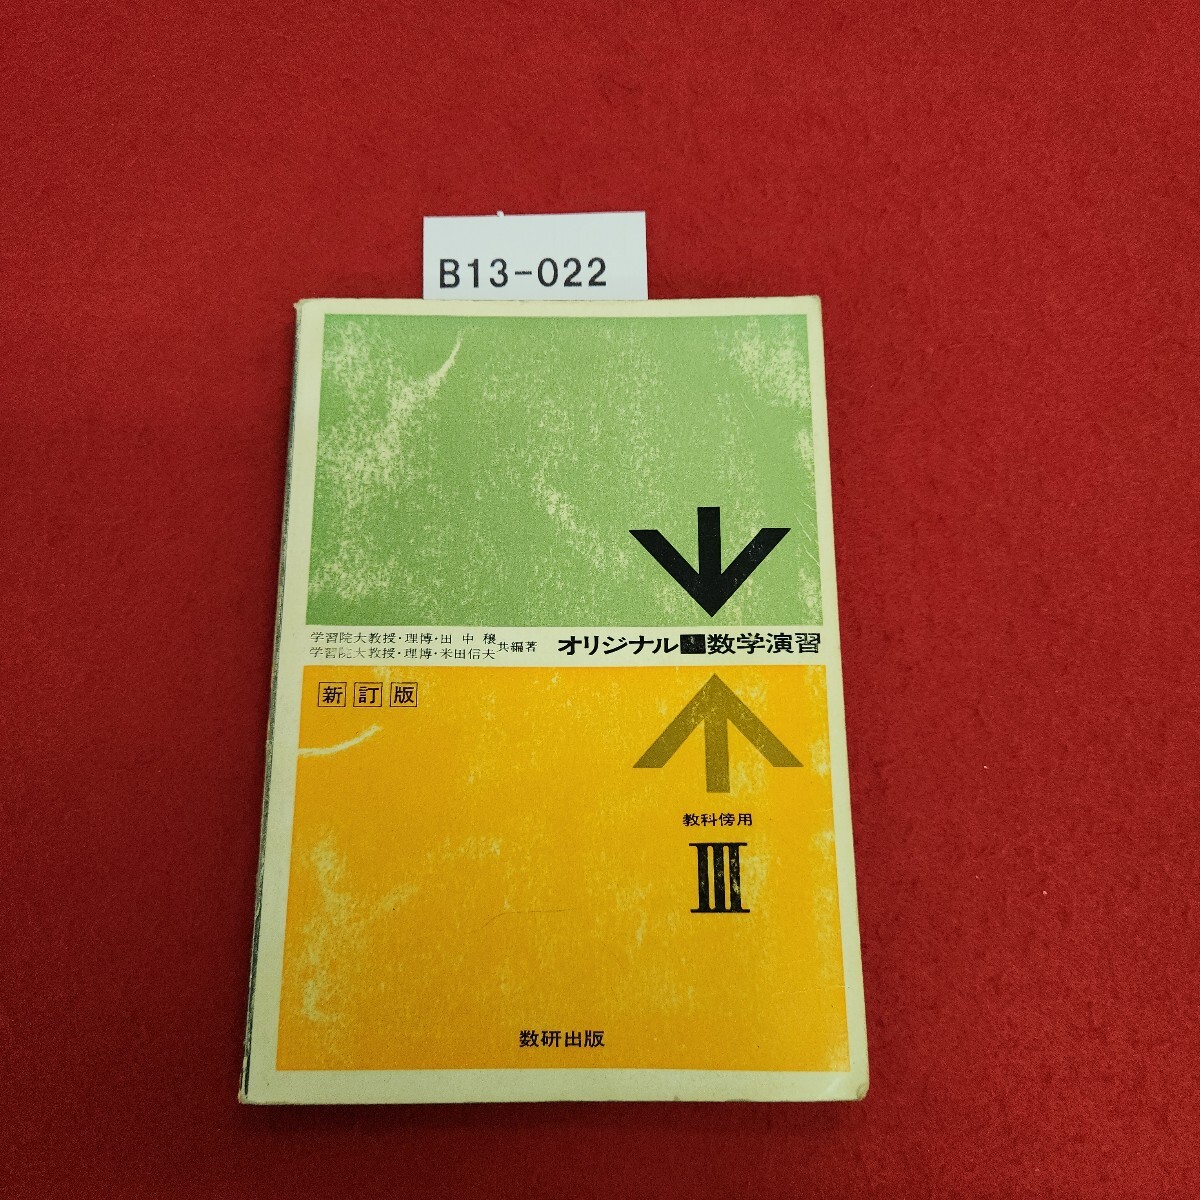 B13-022
学習院大教授・理博・田中穣
学習院大教授・理博・米田信夫
共編著
オリジナル 数学演習
新訂版
教科傍用
III
数研出版